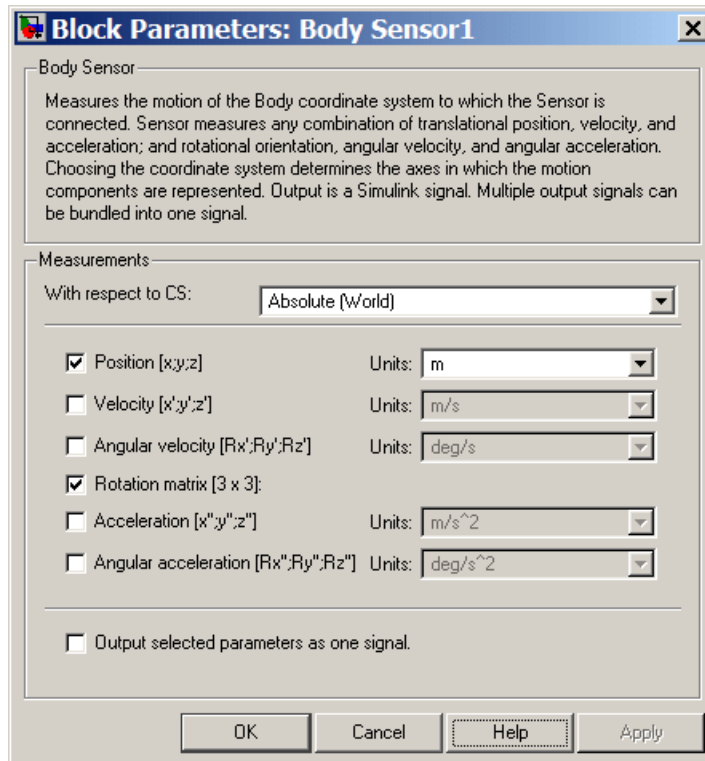 Block Parameters: Body Sensor1
Body Sensor
Measures the motion of the Body coordinate system to which the Sensor is
connected. Sensor measures any combination of translational position, velocity, and
acceleration; and rotational orientation, angular velocity, and angular acceleration.
Choosing the coordinate system determines the axes in which the motion
components are represented. Output is a Simulink signal. Multiple output signals can
be bundled into one signal.
Measurements
With respect to CS: Absolute (World)
Position [x;y;z] Units: m
Velocity [x';y';z'] Units: m/s
Angular velocity [Rx';Ry';Rz'] Units: deg/s
Rotation matrix [3 x 3]:
Acceleration [x";y";z"] Units: m/s^2
Angular acceleration [Rx";Ry";Rz"] Units: deg/s^2
Output selected parameters as one signal.
OK Cancel Help Apply